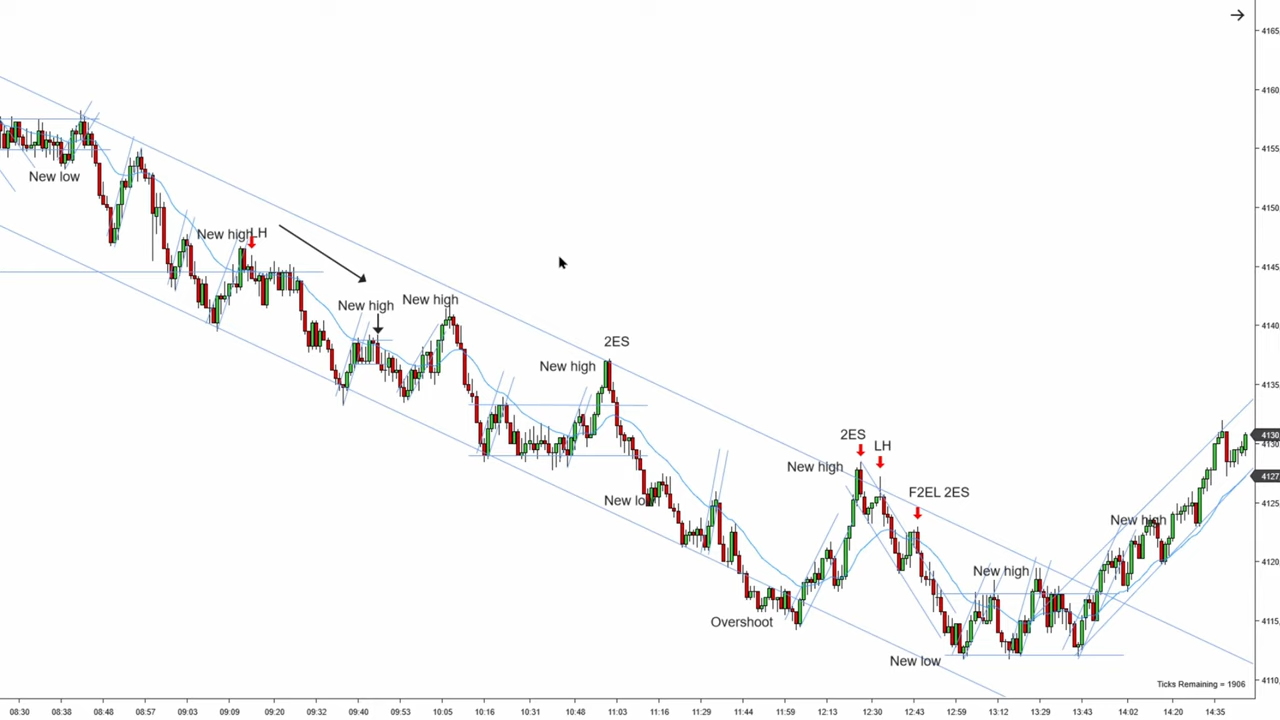 4165
4160
4155
New low
4150
New high
LH
4145
New high
New high
4140
2ES
New high
4135
2ES
LH
New high
4130
4130
4127
F2EL 2ES
New lo
4125
New high
New high
4120
Overshoot
4115
New low
Ticks Remaining = 1906
4110
08:30 08:38 08:48 08:57 09:03 09:09 09:20 09:32 09:40 09:53 10:05 10:16 10:31 10:48 11:03 11:16 11:29 11:44 11:59 12:13 12:30 12:43 12:59 13:12 13:29 13:43 14:02 14:20 14:35